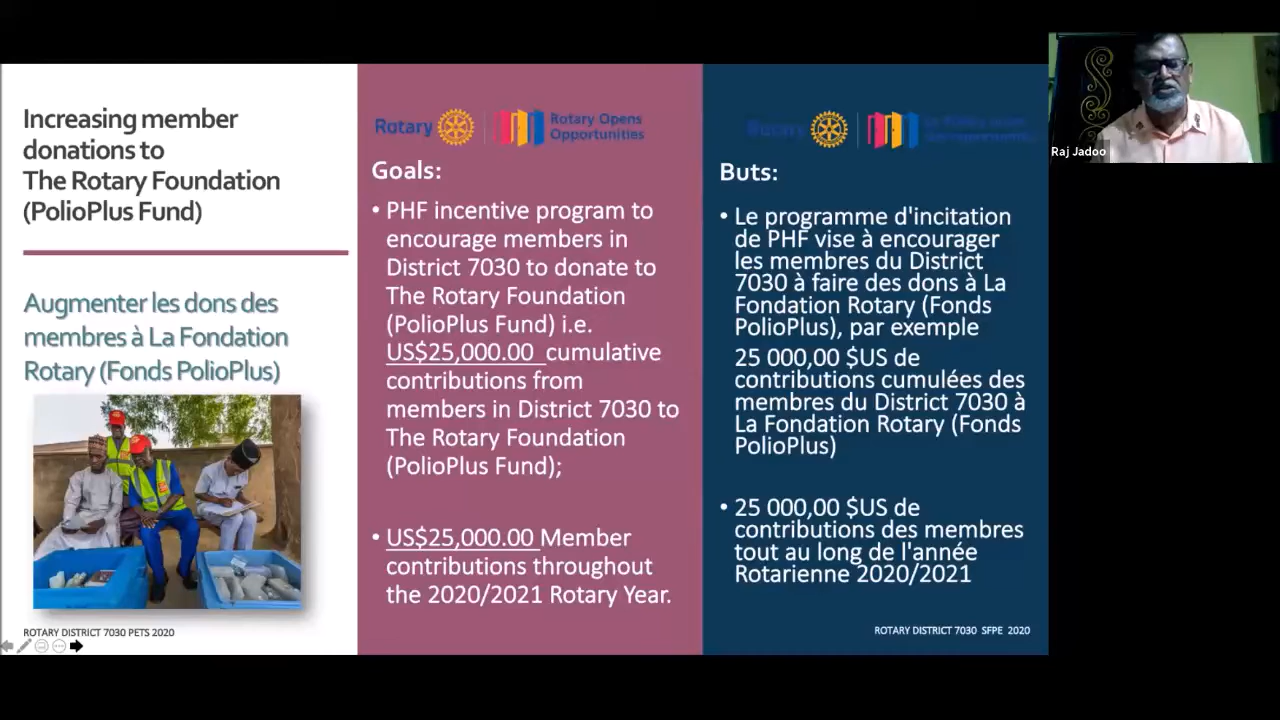 Increasing member
donations to
The Rotary Foundation
(PolioPlus Fund)
Augmenter les dons des
membres à La Fondation
Rotary (Fonds PolioPlus)
ROTARY DISTRICT 7030 PETS 2020
Rotary
Rotary Opens
Opportunities
Goals:
• PHF incentive program to
encourage members in
District 7030 to donate to
The Rotary Foundation
(PolioPlus Fund) i.e.
US$25,000.00 cumulative
contributions from
members in District 7030 to
The Rotary Foundation
(PolioPlus Fund);
• US$25,000.00 Member
contributions throughout
the 2020/2021 Rotary Year.
Rotary
Buts:
• Le programme d'incitation
de PHF vise à encourager
les membres du District
7030 à faire des dons à La
Fondation Rotary (Fonds
PolioPlus), par exemple
25 000,00 $US de
contributions cumulées des
membres du District 7030 à
La Fondation Rotary (Fonds
PolioPlus)
• 25 000,00 $US de
contributions des membres
tout au long de l'année
Rotarienne 2020/2021
ROTARY DISTRICT 7030 SFPE 2020
Raj Jadoo